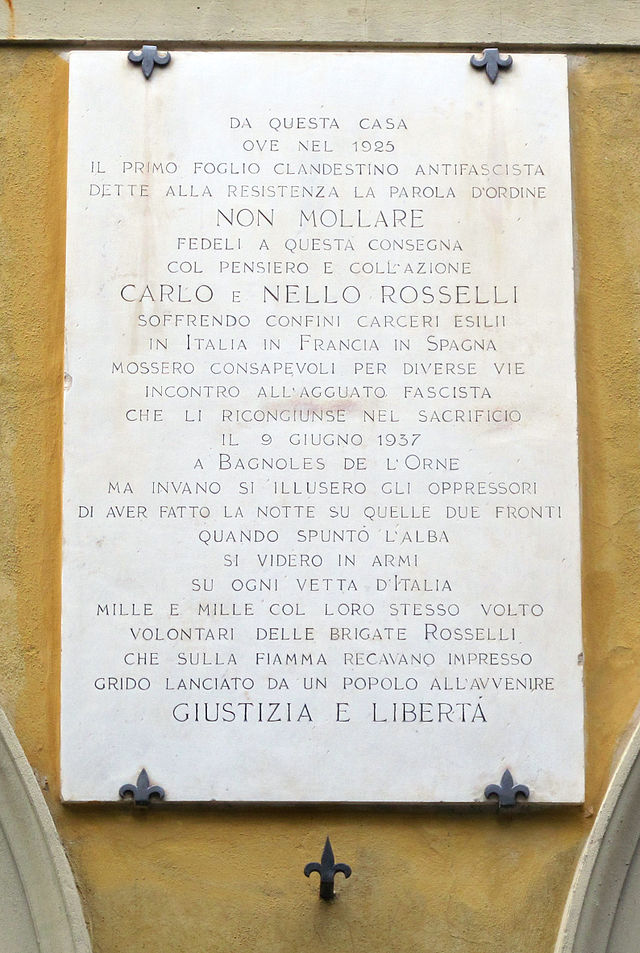 DA QUESTA CASA
OVE NEL 1925
IL PRIMO FOGLIO CLANDESTINO ANTIFASCISTA
DETTE ALLA RESISTENZA LA PAROLA D'ORDINE
NON MOLLARE
FEDELI A QUESTA CONSEGNA
COL PENSIERO E COLL'AZIONE
CARLO E NELLO ROSSELLI
SOFFRENDO CONFINI CARCERI ESILII
IN ITALIA IN FRANCIA IN SPAGNA
MOSSERO CONSAPEVOLI PER DIVERSE VIE
INCONTRO ALL'AGGUATO FASCISTA
CHE LI RICONGIUNSE NEL SACRIFICIO
IL 9 GIUGNO 1937
A BAGNOLES DE L'ORNE
MA INVANO SI ILLUSERO GLI OPPRESSORI
DI AVER FATTO LA NOTTE SU QUELLE DUE FRONTI
QUANDO SPUNTÒ L'ALBA
SI VIDERO IN ARMI
SU OGNI VETTA D'ITALIA
MILLE E MILLE COL LORO STESSO VOLTO
VOLONTARI DELLE BRIGATE ROSSELLI
CHE SULLA FIAMMA RECAVANO IMPRESSO
GRIDO LANCIATO DA UN POPOLO ALL'AVVENIRE
GIUSTIZIA E LIBERTÁ